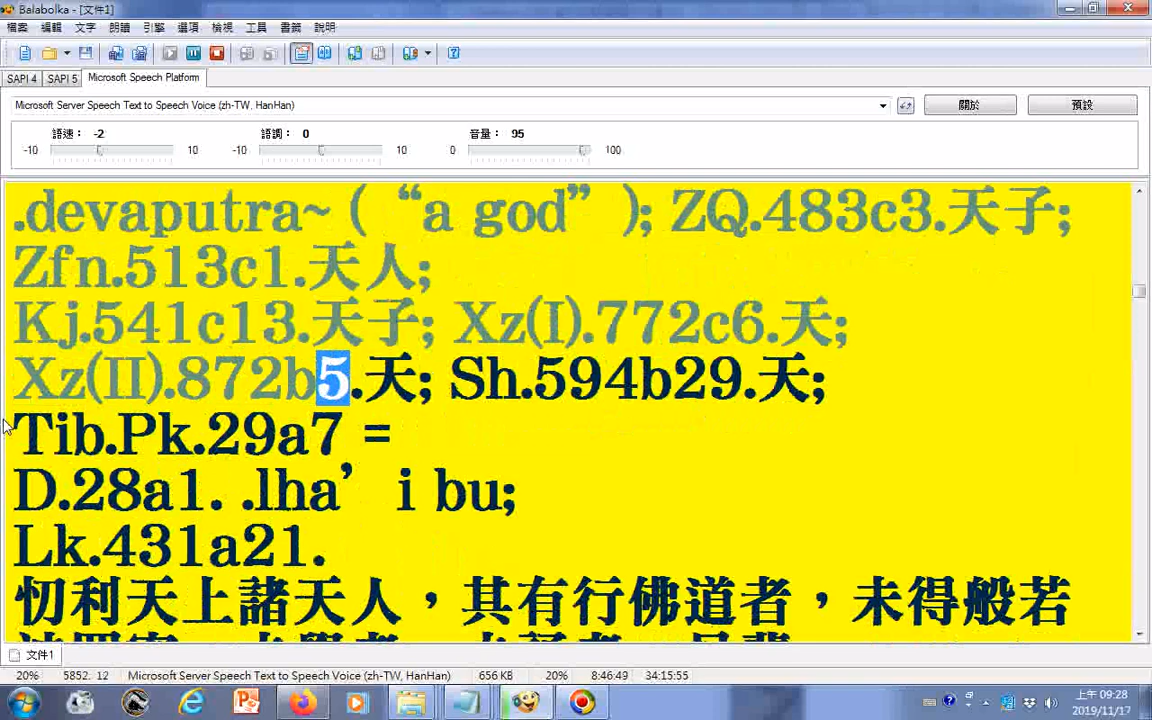 Balabolka - [文件1]
檔案 編輯 文字 朗讀 引擎 選項 檢視 工具 書籤 說明
SAPI 4 SAPI 5 Microsoft Speech Platform
Microsoft Server Speech Text to Speech Voice (zh-TW, HanHan) 關於 預設
語速： -2 語調： 0 音量： 95
-10 10 -10 10 0 100
.devaputra~ (“a god”); ZQ.483c3.天子;
Zfn.513c1.天人;
Kj.541c13.天子; Xz(I).772c6.天;
Xz(II).872b5.天; Sh.594b29.天;
Tib.Pk.29a7 =
D.28a1. .lha’i bu;
Lk.431a21.
忉利天上諸天人，其有行佛道者，未得般若
文件1
20% 5852. 12 Microsoft Server Speech Text to Speech Voice (zh-TW, HanHan) 656 KB 20% 8:46:49 34:15:55
上午 09:28
2019/11/17